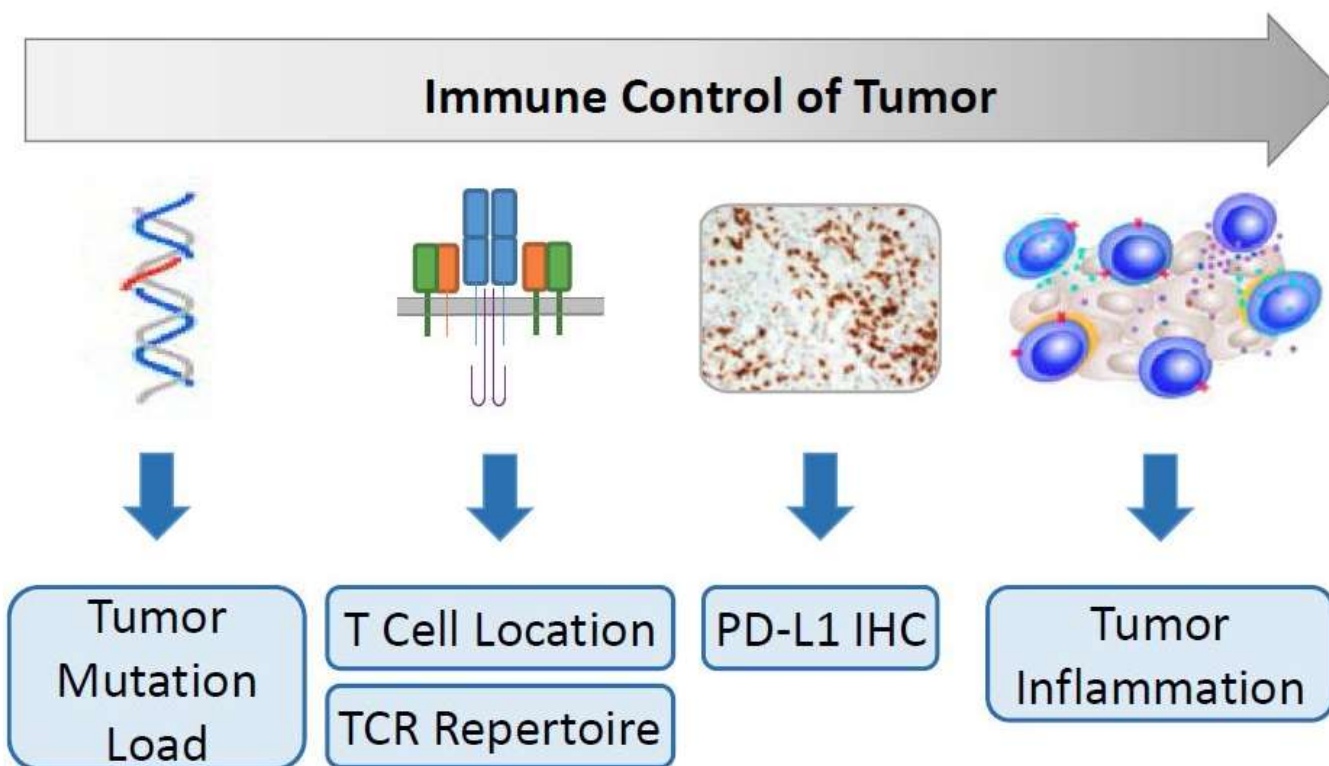 Immune Control of Tumor
Tumor
Mutation
Load
T Cell Location
TCR Repertoire
PD-L1 IHC
Tumor
Inflammation